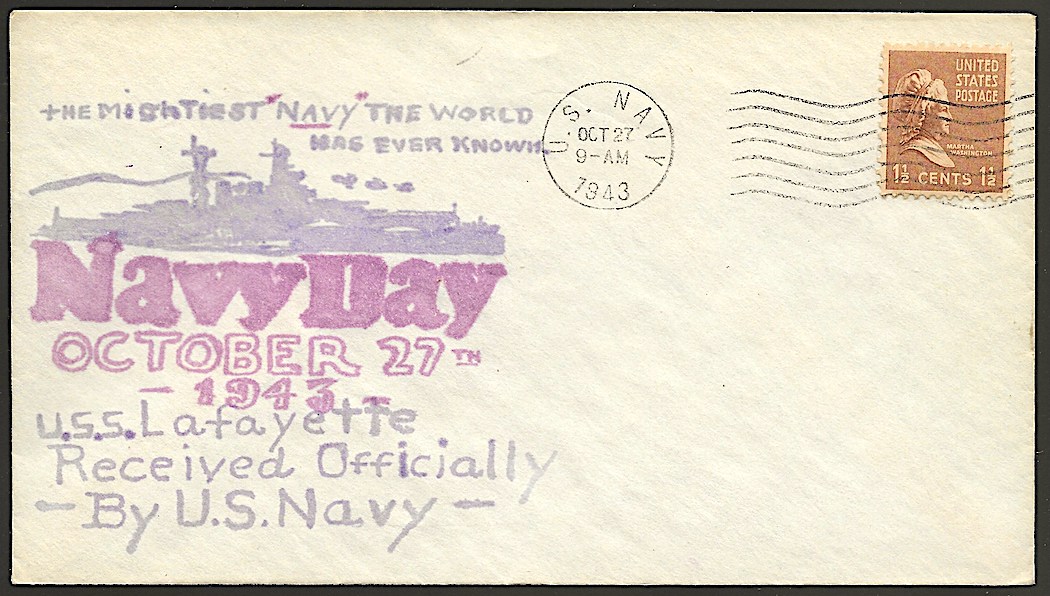 THE MIGHTIEST "NAVY" THE WORLD
HAS EVER KNOWN.
Navy Day
OCTOBER 27TH
- 1943 -
U.S.S. Lafayette
Received Officially
- By U.S. Navy -
U.S. NAVY
OCT 27
9-AM
1943
UNITED
STATES
POSTAGE
MARTHA
WASHINGTON
1½ CENTS 1½